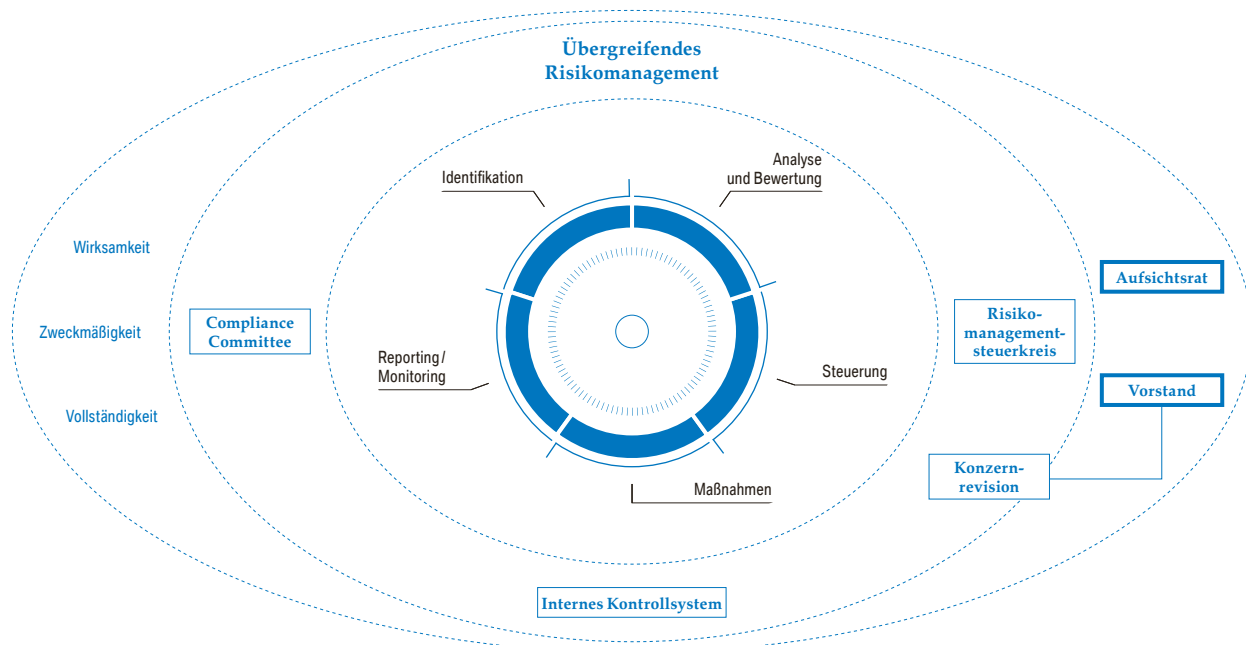 Übergreifendes
Risikomanagement
Analyse
und Bewertung
Identifikation
Wirksamkeit
Aufsichtsrat
Compliance
Committee
Zweckmäßigkeit
Risiko-
management-
steuerkreis
Reporting/
Monitoring
Steuerung
Vorstand
Vollständigkeit
Konzern-
revision
Maßnahmen
Internes Kontrollsystem